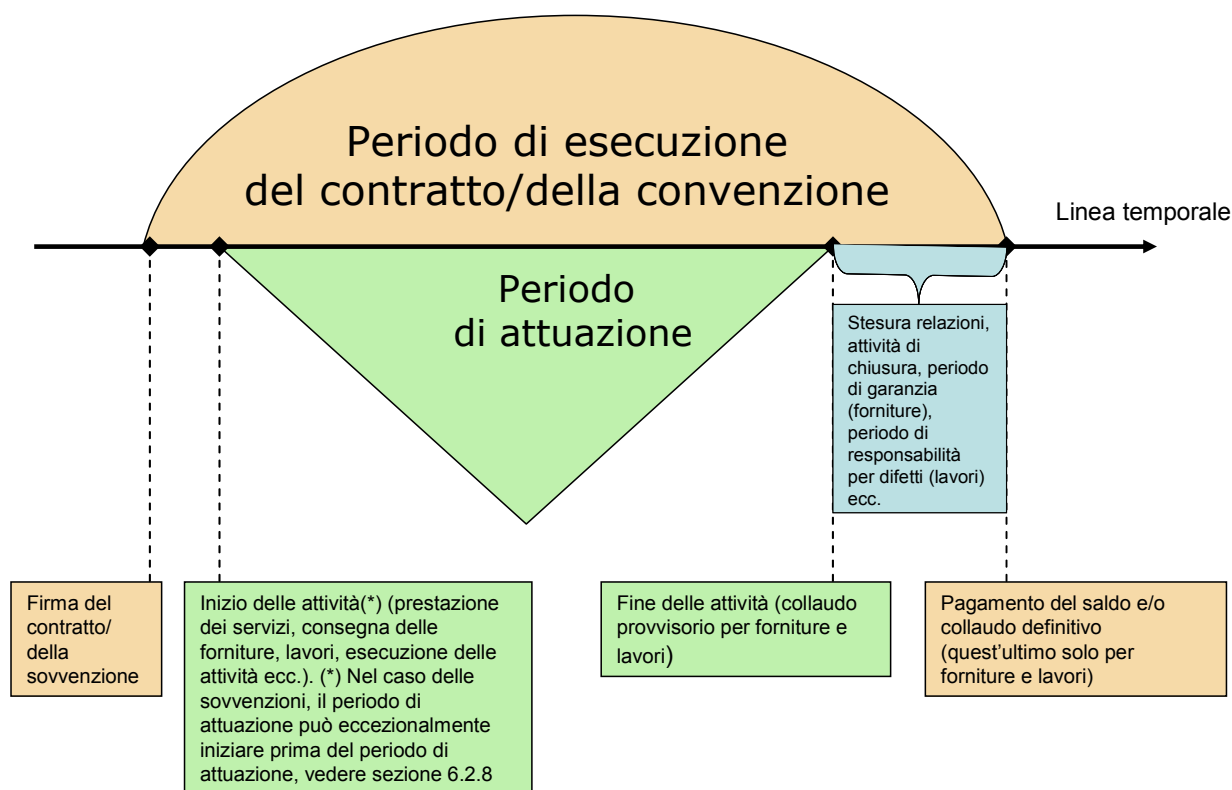 Periodo di esecuzione
del contratto/della convenzione
Linea temporale
Periodo
di attuazione
Stesura relazioni,
attività di
chiusura, periodo
di garanzia
(forniture),
periodo di
responsabilità
per difetti (lavori)
ecc.
Firma del
contratto/
della
sovvenzione
Inizio delle attività(*) (prestazione
dei servizi, consegna delle
forniture, lavori, esecuzione delle
attività ecc.). (*) Nel caso delle
sovvenzioni, il periodo di
attuazione può eccezionalmente
iniziare prima del periodo di
attuazione, vedere sezione 6.2.8
Fine delle attività (collaudo
provvisorio per forniture e
lavori)
Pagamento del saldo e/o
collaudo definitivo
(quest'ultimo solo per
forniture e lavori)